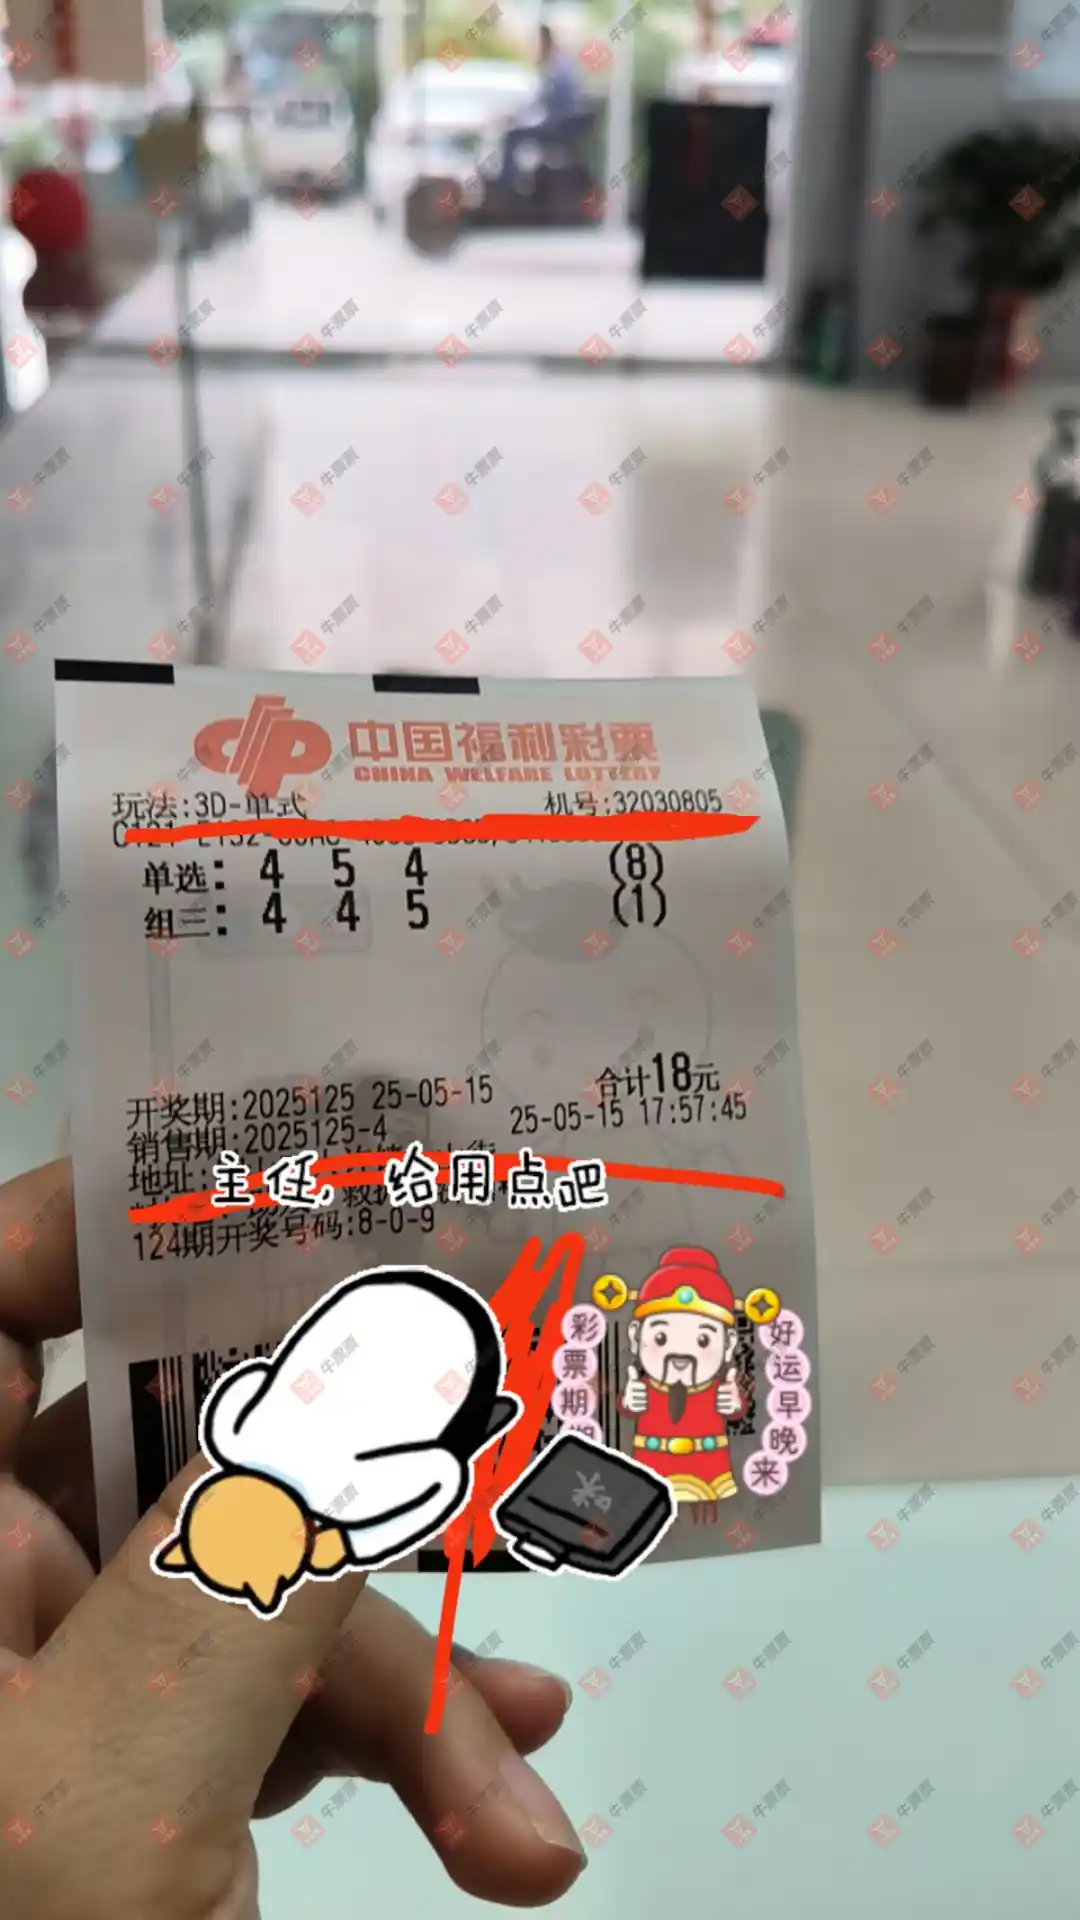 中国福利彩票
CHINA WELFARE LOTTERY
玩法:3D-单式 机号:32030805
单选: 4 5 4 (8)
组三: 4 4 5 (1)
合计18元
开奖期:2025125 25-05-15
25-05-15 17:57:45
销售期:2025125-4
地址:
主任,给用点吧
124期开奖号码:8-0-9
彩票期
好运早晚来
牛票票